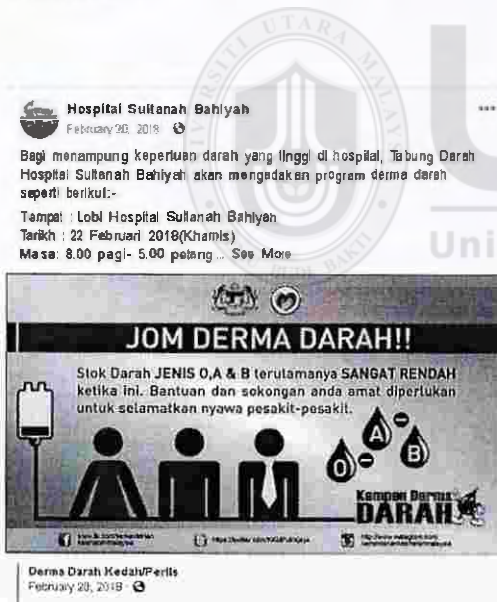 Hospital Sultanah Bahiyah
February 20, 2018
Bagi menampung keperluan darah yang tinggi di hospital, Tabung Darah
Hospital Sultanah Bahiyah akan mengadakan program derma darah
seperti berikut:-
Tempat : Lobi Hospital Sultanah Bahiyah
Tarikh : 22 Februari 2018(Khamis)
Masa: 8.00 pagi- 5.00 petang... See More
UNIVERSITI UTARA MALAYSIA
Uni
JOM DERMA DARAH!!
Stok Darah JENIS O,A & B terutamanya SANGAT RENDAH
ketika ini. Bantuan dan sokongan anda amat diperlukan
untuk selamatkan nyawa pesakit-pesakit.
A
O
B
Kempen Derma
DARAH
Derma Darah Kedah/Perlis
February 20, 2018